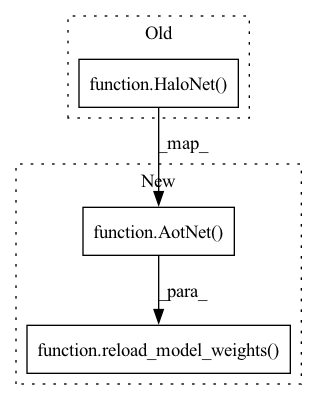 Old
function.HaloNet()
_map_
New
function.AotNet()
_para_
function.reload_model_weights()